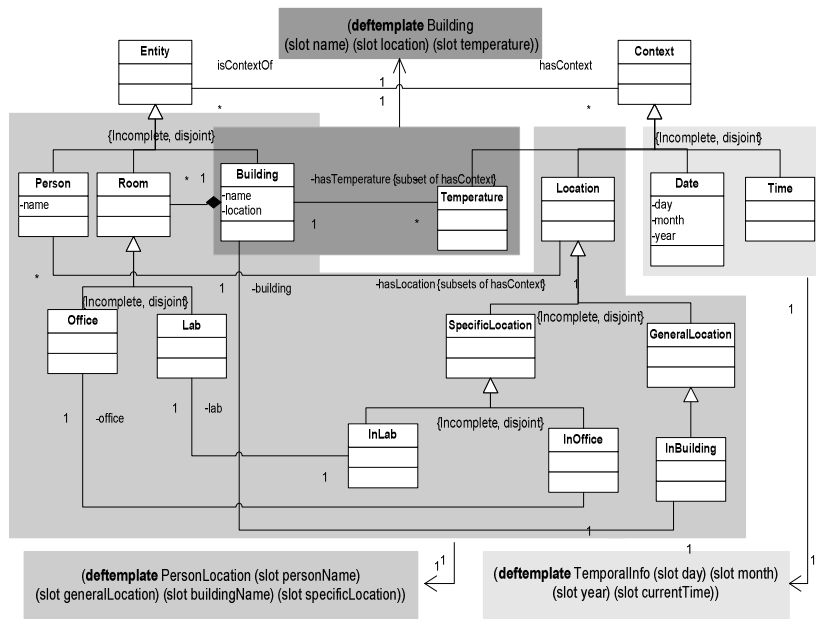 (deftemplate Building
(slot name) (slot location) (slot temperature))
Entity
Context
isContextOf
hasContext
1
1
*
*
{Incomplete, disjoint}
{Incomplete, disjoint}
Person
-name
Room
* 1
Building
-name
-location
-hasTemperature {subset of hasContext}
1
*
Temperature
Location
Date
-day
-month
-year
Time
*
1
-building
-hasLocation {subsets of hasContext}
1
{Incomplete, disjoint}
{Incomplete, disjoint}
Office
Lab
SpecificLocation
GeneralLocation
1
1
-office
1
-lab
{Incomplete, disjoint}
InLab
InOffice
InBuilding
1
1
1
1
1
1
(deftemplate PersonLocation (slot personName)
(slot generalLocation) (slot buildingName) (slot specificLocation))
(deftemplate TemporalInfo (slot day) (slot month)
(slot year) (slot currentTime))